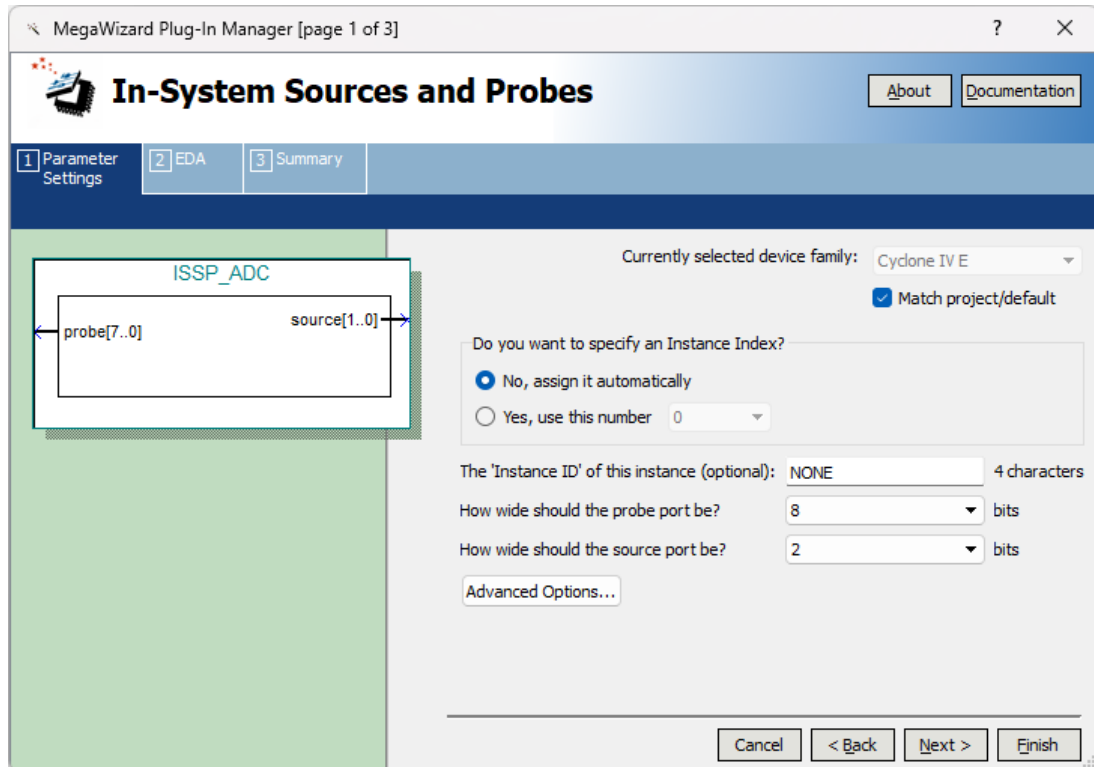 MegaWizard Plug-In Manager [page 1 of 3]
?
In-System Sources and Probes
About
Documentation
1 Parameter Settings
2 EDA
3 Summary
ISSP_ADC
probe[7..0]
source[1..0]
Currently selected device family:
Cyclone IV E
Match project/default
Do you want to specify an Instance Index?
No, assign it automatically
Yes, use this number
0
The 'Instance ID' of this instance (optional):
NONE
4 characters
How wide should the probe port be?
8
bits
How wide should the source port be?
2
bits
Advanced Options...
Cancel
< Back
Next >
Finish